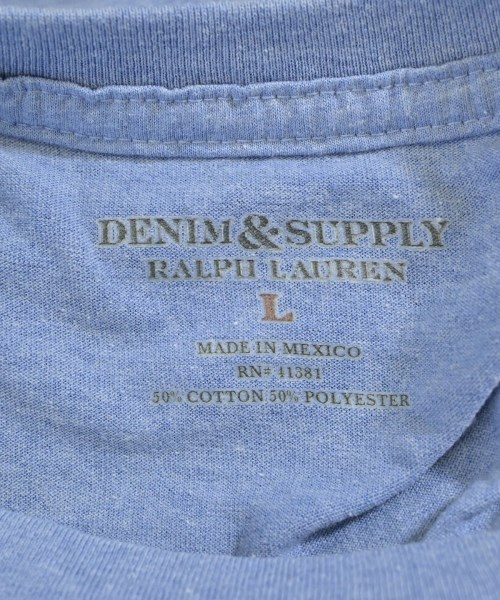 DENIM & SUPPLY
RALPH LAUREN
L
MADE IN MEXICO
RN# 41381
50% COTTON 50% POLYESTER